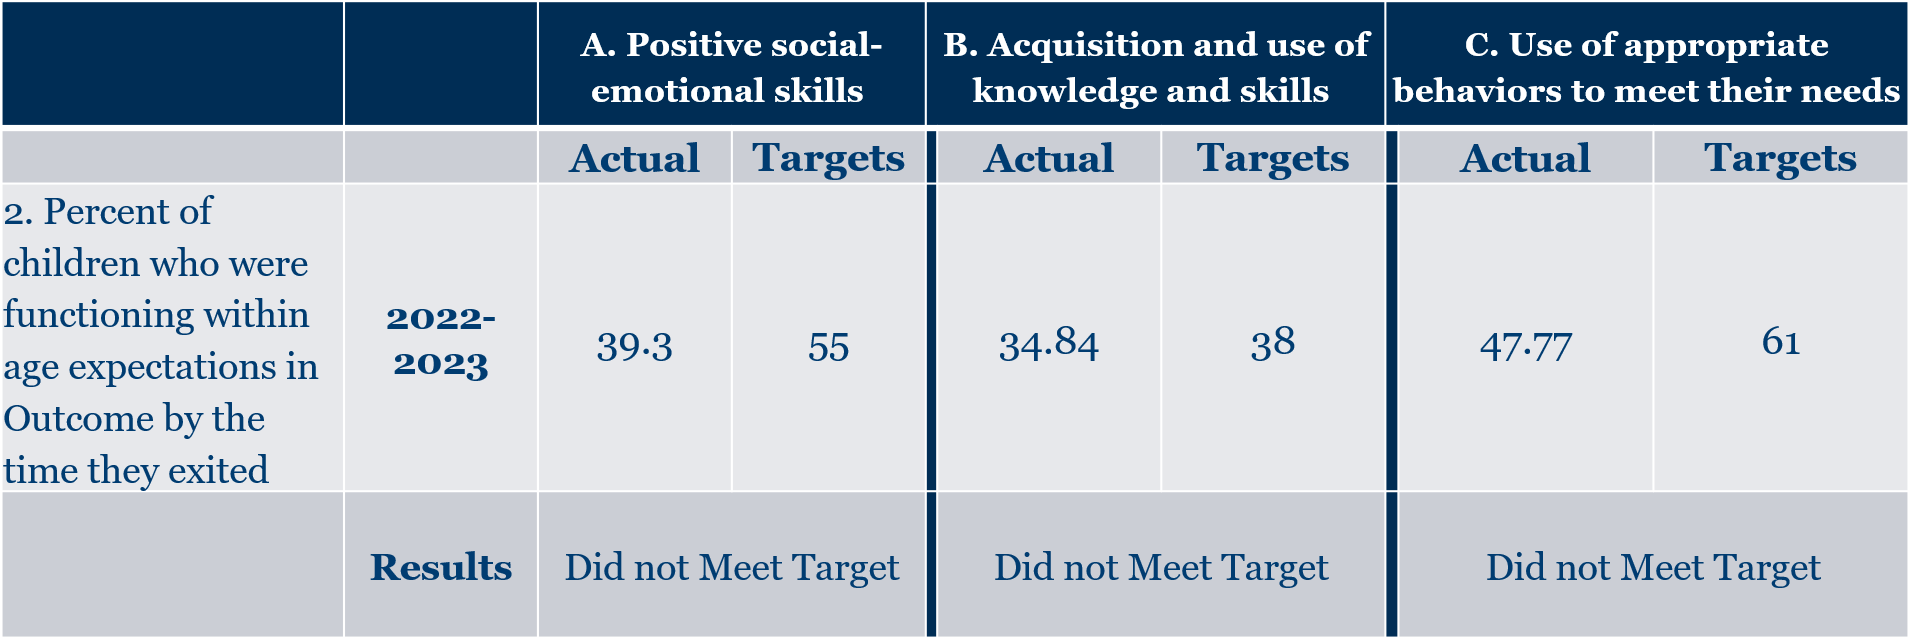 A. Positive social-
emotional skills
B. Acquisition and use of
knowledge and skills
C. Use of appropriate
behaviors to meet their needs
Actual
Targets
Actual
Targets
Actual
Targets
2. Percent of
children who were
functioning within
age expectations in
Outcome by the
time they exited
2022-
2023
39.3
55
34.84
38
47.77
61
Results
Did not Meet Target
Did not Meet Target
Did not Meet Target